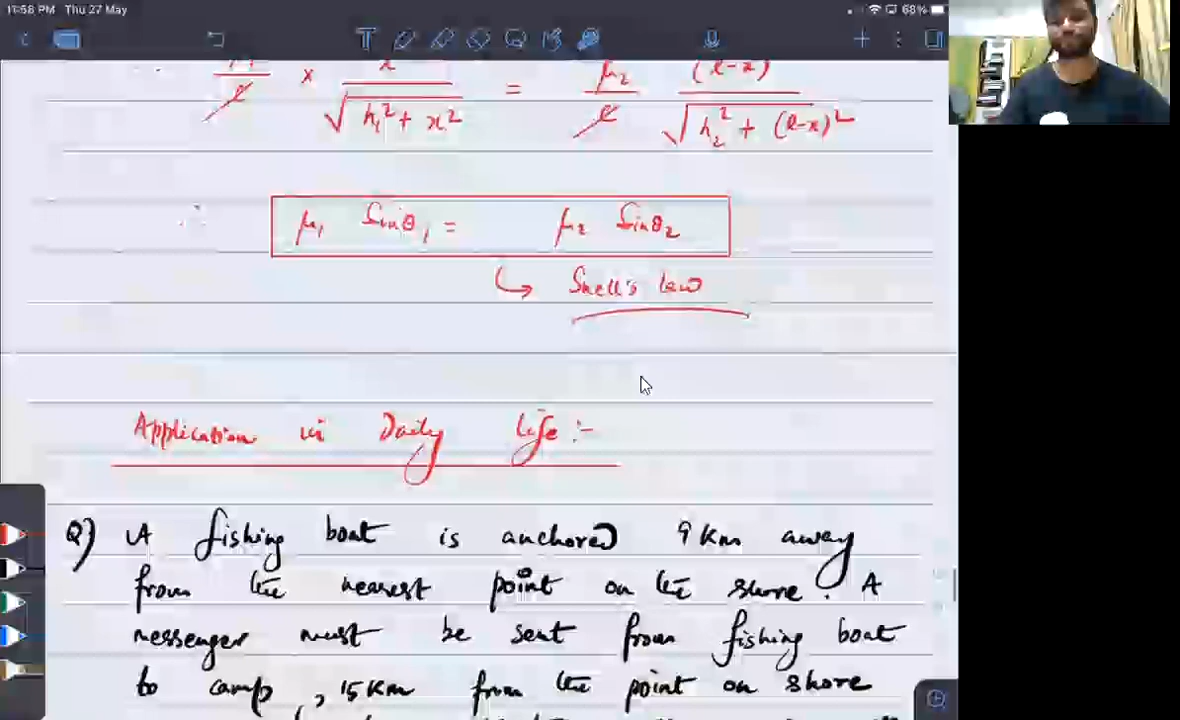 11:58 PM Thu 27 May
68%
x / √(h₁² + x²) = μ₂ / c (l-x) / √(h₂² + (l-x)²)
∴ μ₁ Sinθ₁ = μ₂ Sinθ₂
↳ Snell's law
Application in Daily life :-
Q) A fishing boat is anchored 9 Km away
from the nearest point on the shore. A
messenger must be sent from fishing boat
to camp, 15 Km from the point on shore